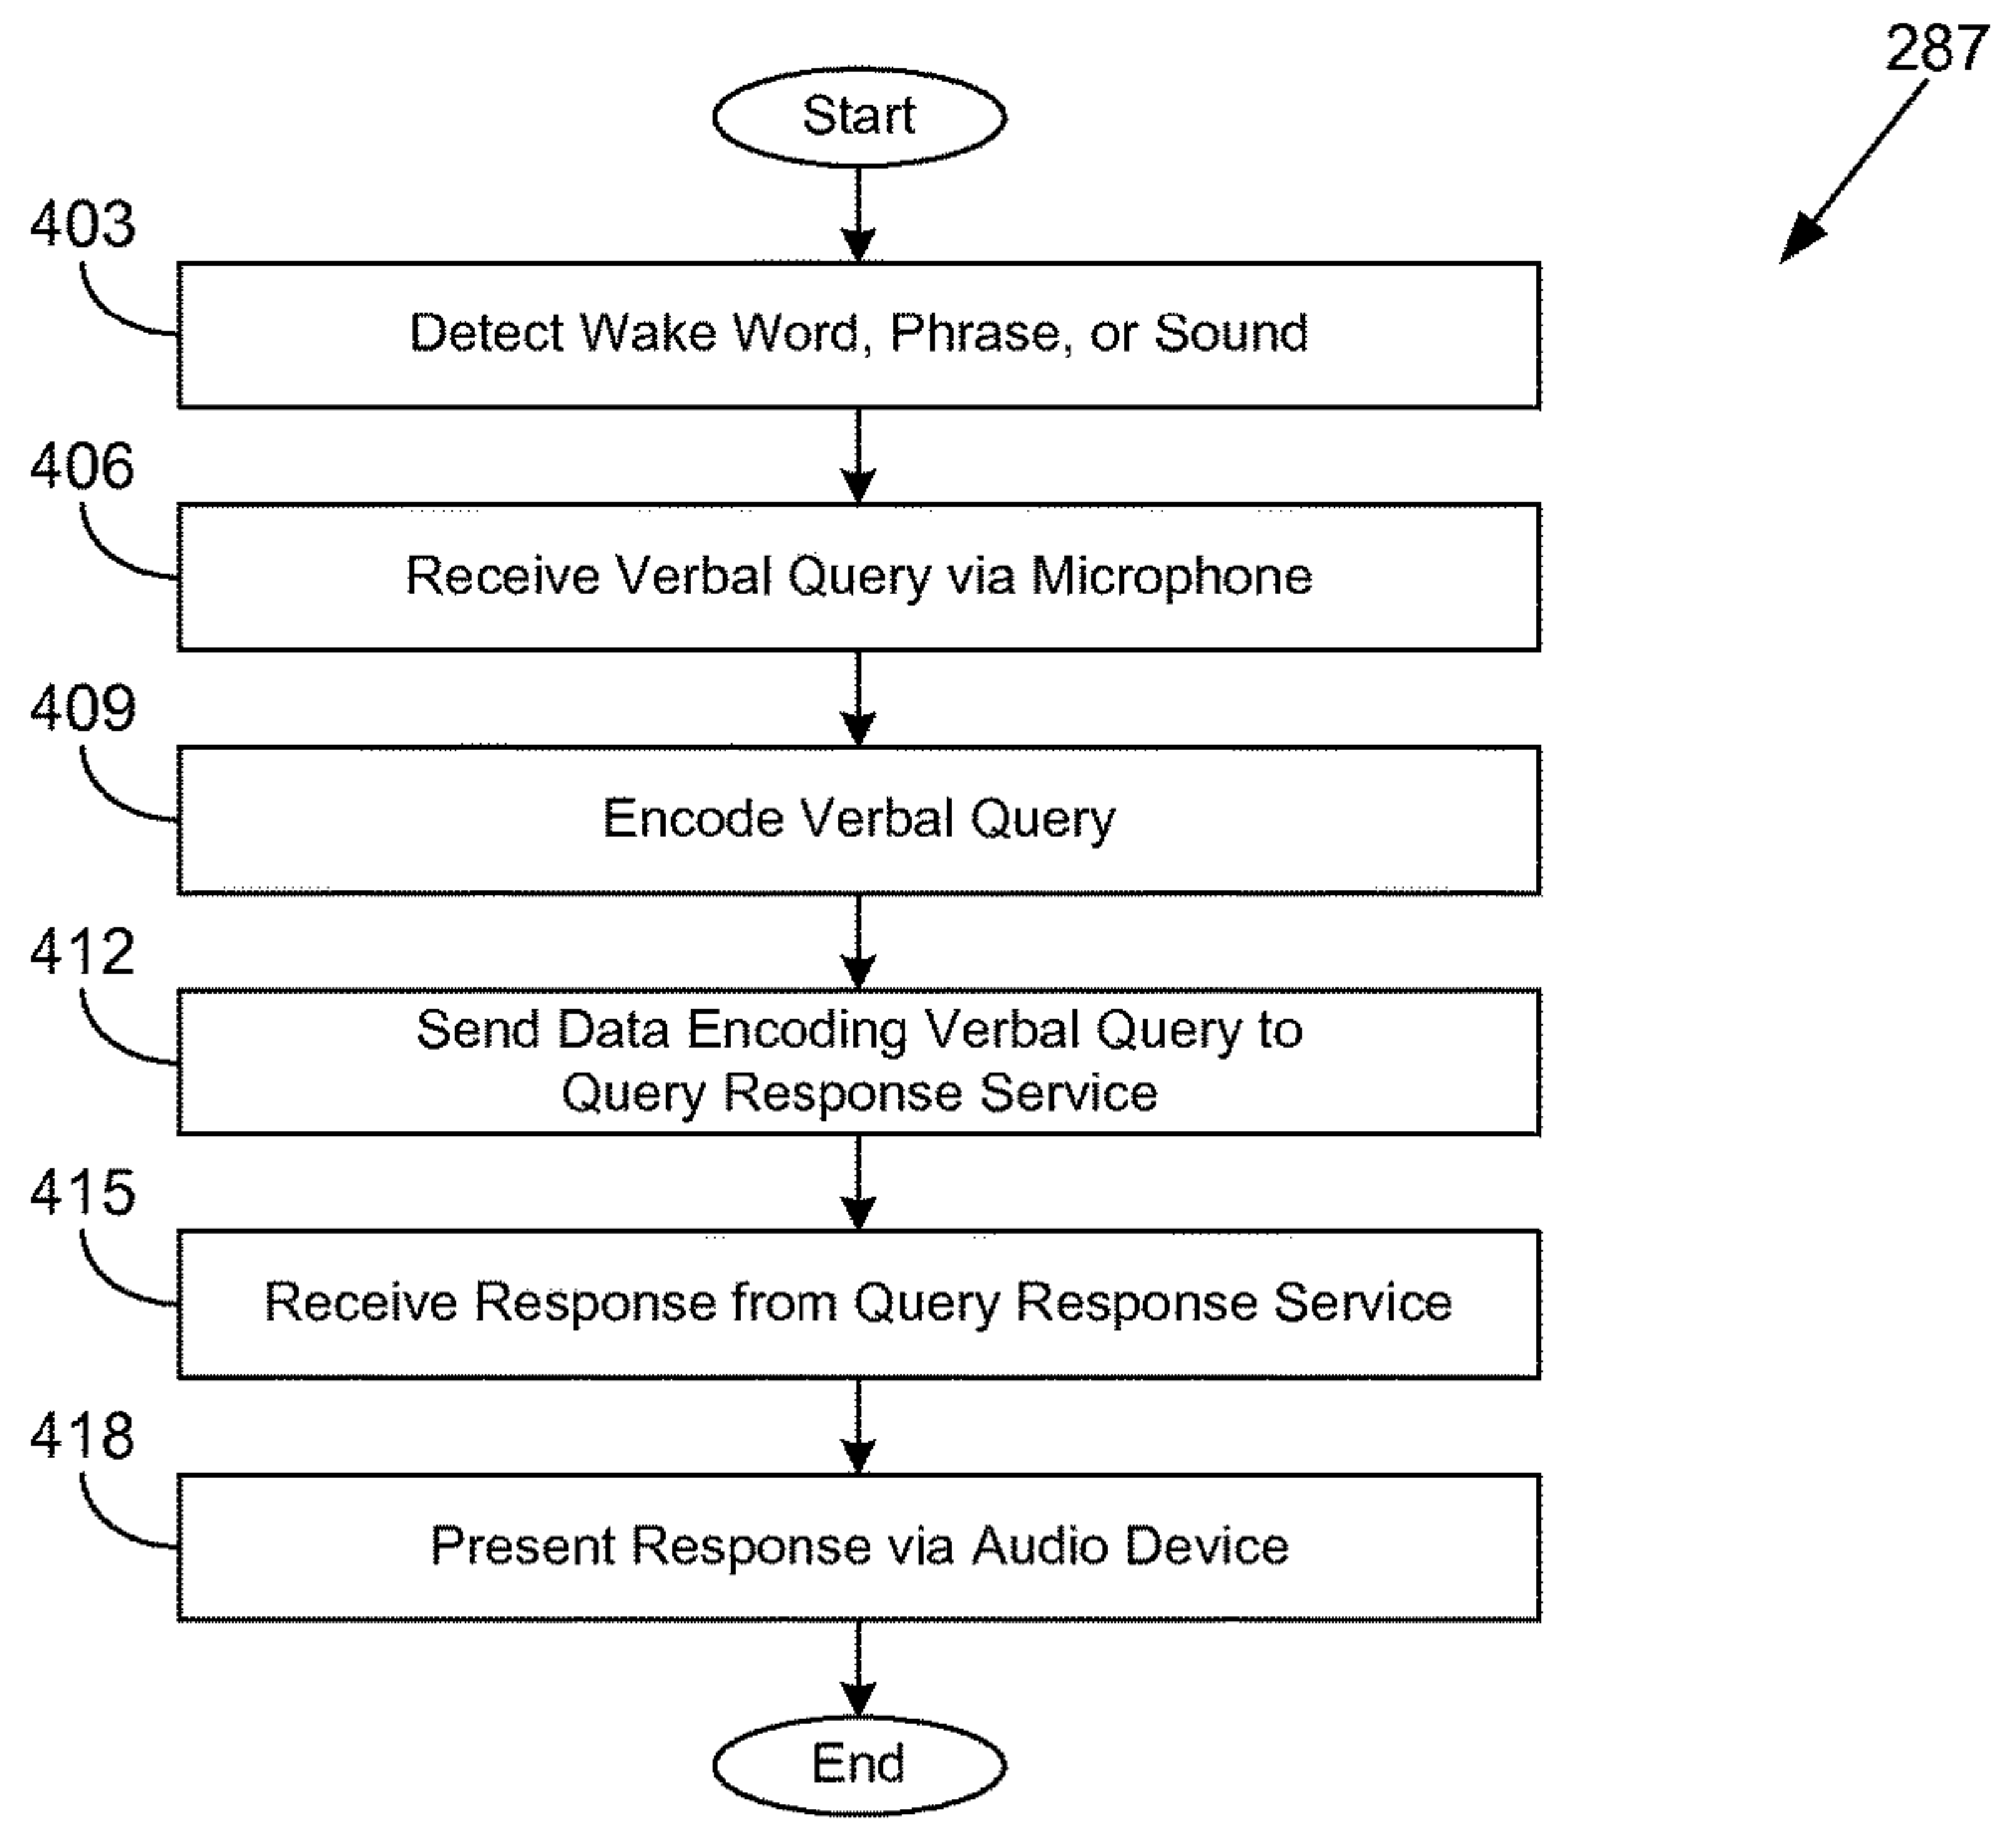 287
Start
403
Detect Wake Word, Phrase, or Sound
406
Receive Verbal Query via Microphone
409
Encode Verbal Query
412
Send Data Encoding Verbal Query to
Query Response Service
415
Receive Response from Query Response Service
418
Present Response via Audio Device
End